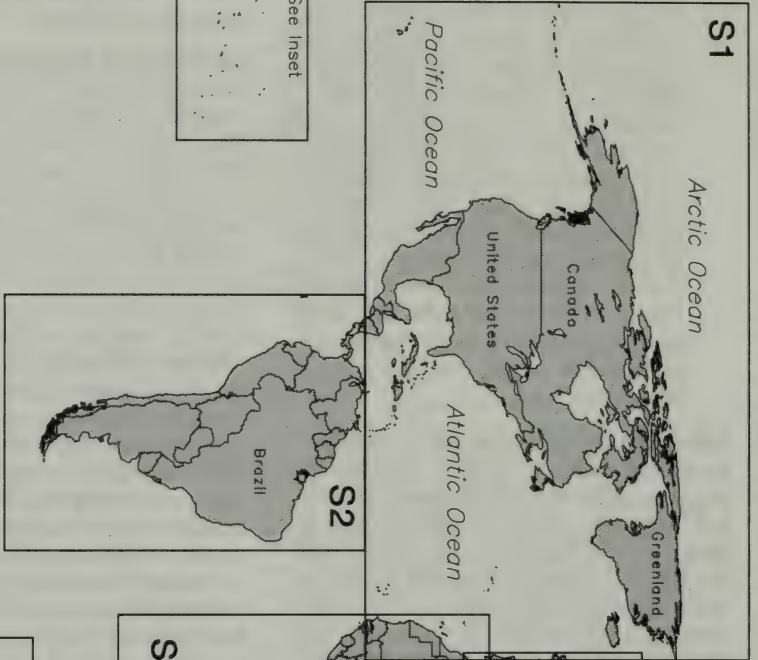 S1
Arctic Ocean
Pacific Ocean
Canada
United States
Greenland
Atlantic Ocean
See Inset
S2
Brazil
S